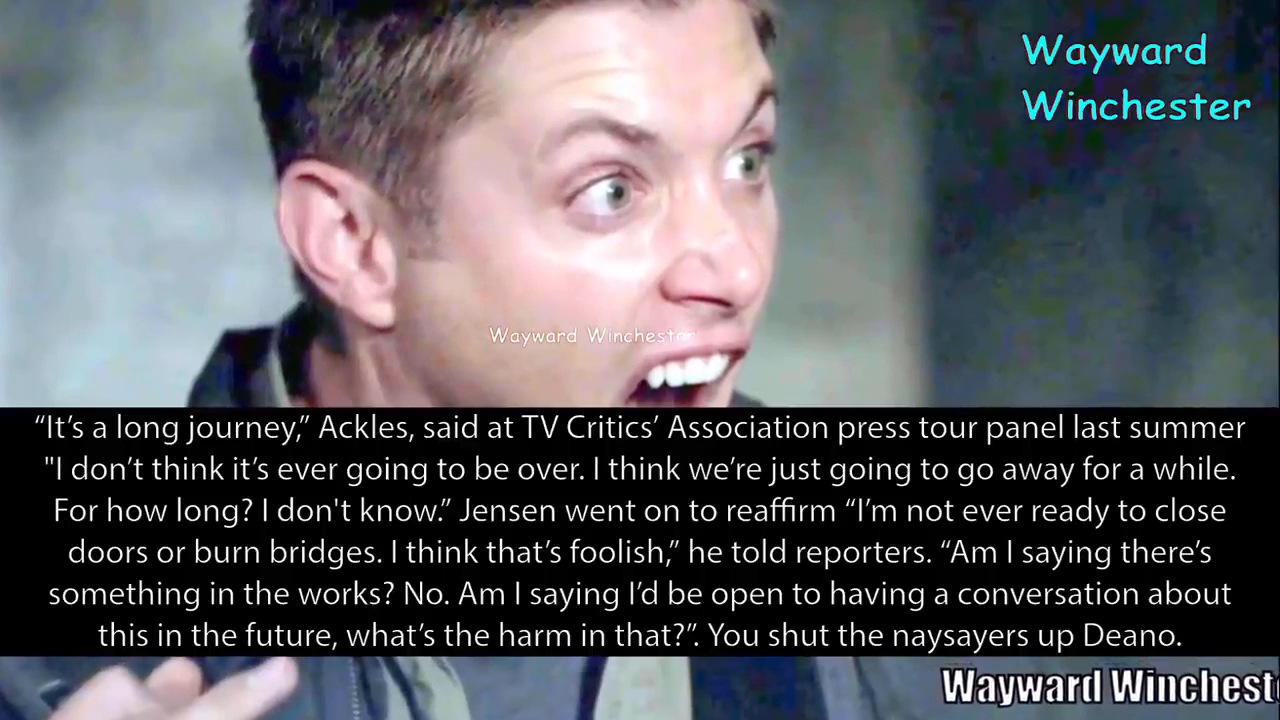 Wayward
Winchester
Wayward Winchester
“It’s a long journey,” Ackles, said at TV Critics’ Association press tour panel last summer
"I don’t think it’s ever going to be over. I think we’re just going to go away for a while.
For how long? I don't know.” Jensen went on to reaffirm “I’m not ever ready to close
doors or burn bridges. I think that’s foolish,” he told reporters. “Am I saying there’s
something in the works? No. Am I saying I’d be open to having a conversation about
this in the future, what’s the harm in that?”. You shut the naysayers up Deano.
Wayward Winchest